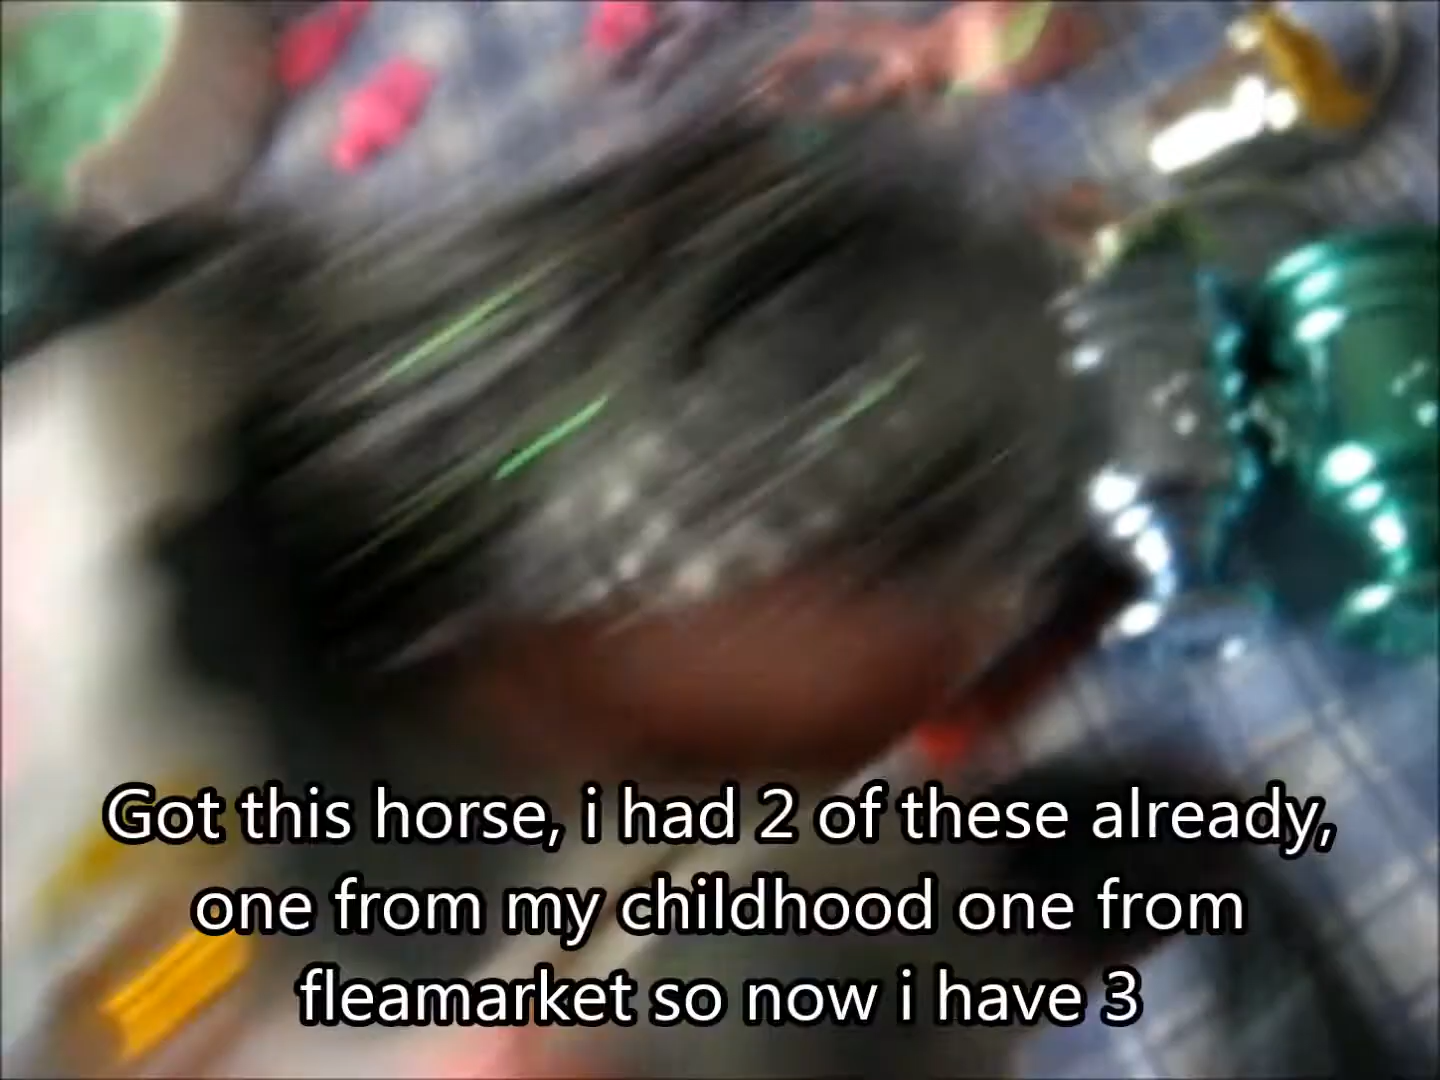 Got this horse, i had 2 of these already,
one from my childhood one from
fleamarket so now i have 3